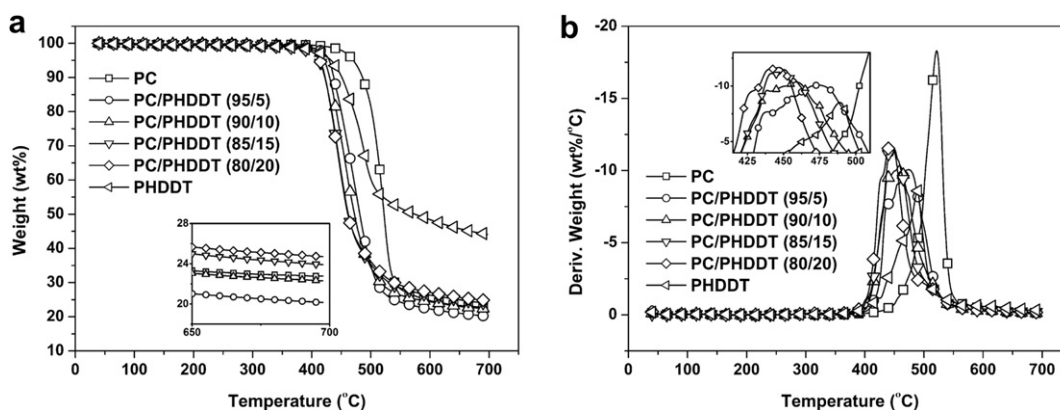 a
100
90
80
70
60
50
40
30
20
10
Weight (wt%)
PC
PC/PHDDT (95/5)
PC/PHDDT (90/10)
PC/PHDDT (85/15)
PC/PHDDT (80/20)
PHDDT
28
26
24
22
20
650
700
0 100 200 300 400 500 600 700
Temperature (°C)
b
-20
-15
-10
-5
0
Deriv. Weight (wt%/°C)
-10
-5
425 450 475 500
PC
PC/PHDDT (95/5)
PC/PHDDT (90/10)
PC/PHDDT (85/15)
PC/PHDDT (80/20)
PHDDT
0 100 200 300 400 500 600 700
Temperature (°C)